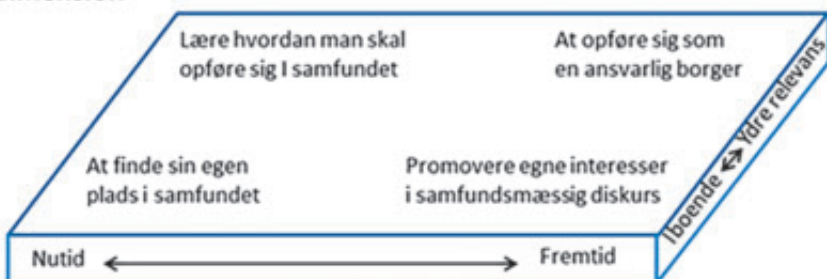 Lære hvordan man skal
opføre sig I samfundet
At opføre sig som
en ansvarlig borger
At finde sin egen
plads i samfundet
Promovere egne interesser
i samfundsmæssig diskurs
Iboende ↔ Ydre relevans
Nutid ↔ Fremtid